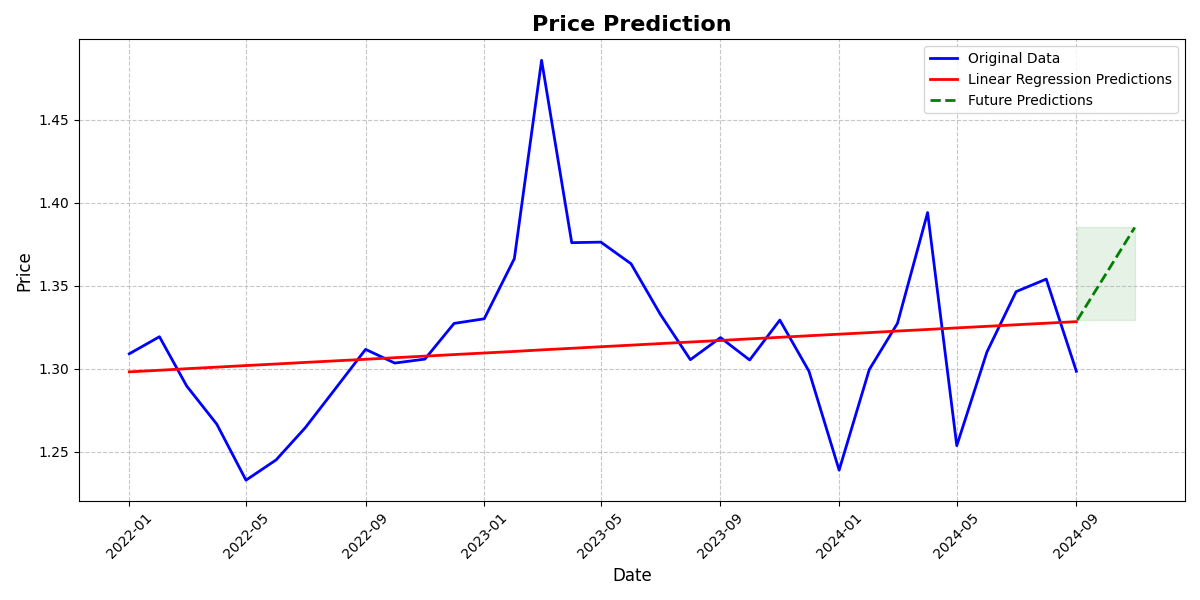 Price Prediction
Original Data
Linear Regression Predictions
Future Predictions
Price
1.45
1.40
1.35
1.30
1.25
2022-01
2022-05
2022-09
2023-01
2023-05
2023-09
2024-01
2024-05
2024-09
Date